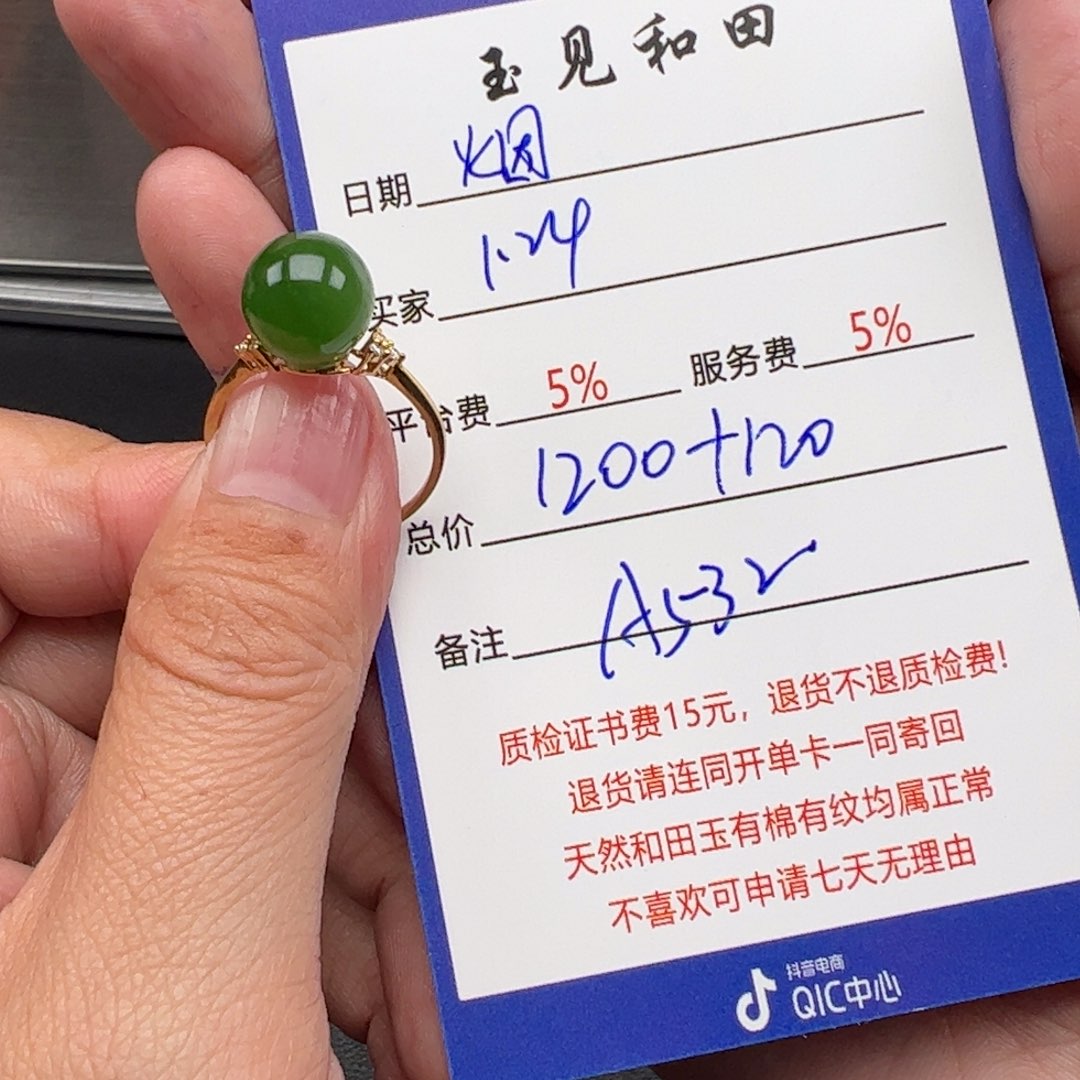 玉见和田
日期 烟
买家 1.24
平台费 5% 服务费 5%
总价 1200+120
备注 A532
质检证书费15元，退货不退质检费!
退货请连同开单卡一同寄回
天然和田玉有棉有纹均属正常
不喜欢可申请七天无理由
抖音电商
QIC中心